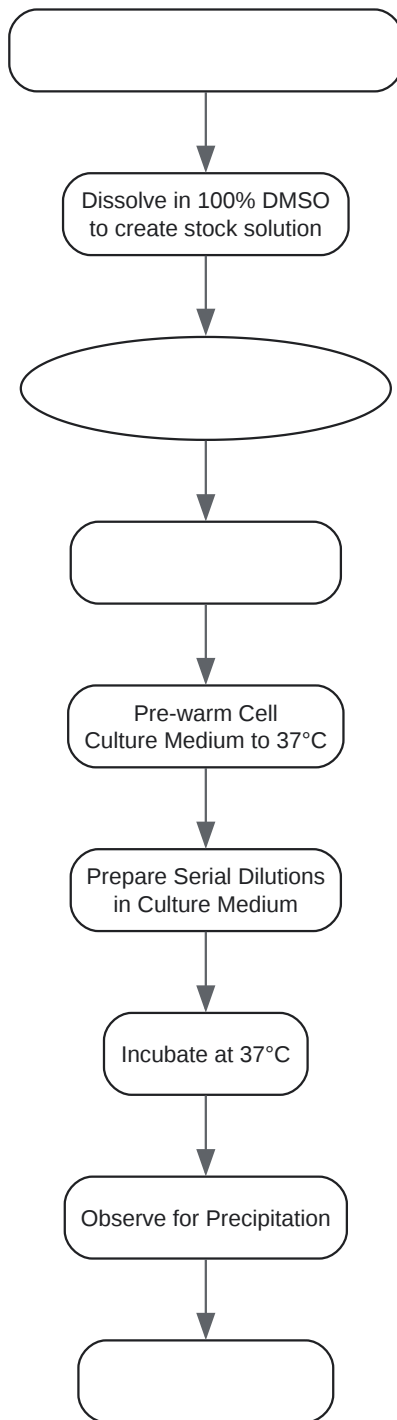 Dissolve in 100% DMSO
to create stock solution
Pre-warm Cell
Culture Medium to 37°C
Prepare Serial Dilutions
in Culture Medium
Incubate at 37°C
Observe for Precipitation